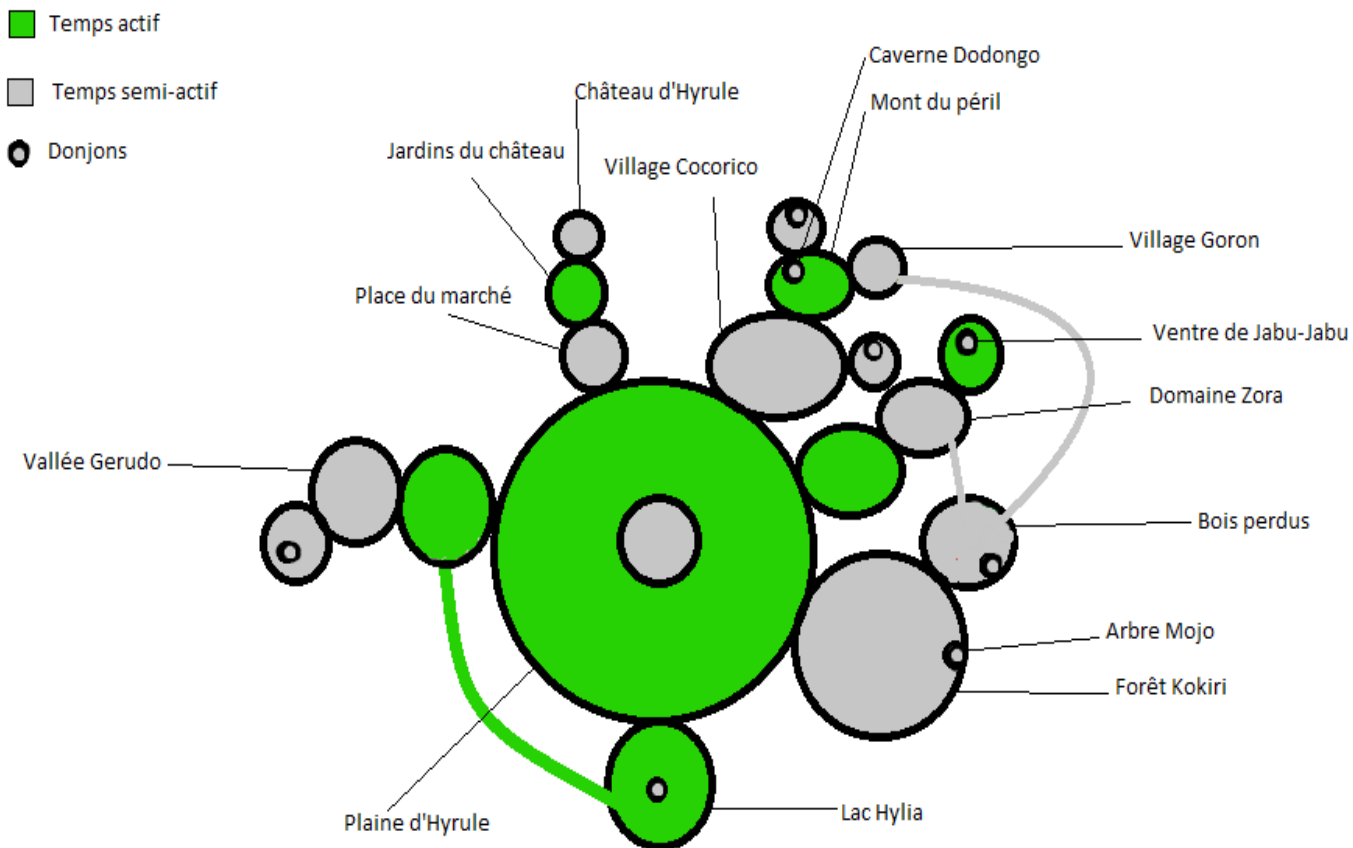 Temps actif
Temps semi-actif
Donjons
Caverne Dodongo
Mont du péril
Château d'Hyrule
Jardins du château
Village Cocorico
Village Goron
Place du marché
Ventre de Jabu-Jabu
Domaine Zora
Vallée Gerudo
Bois perdus
Arbre Mojo
Forêt Kokiri
Plaine d'Hyrule
Lac Hylia